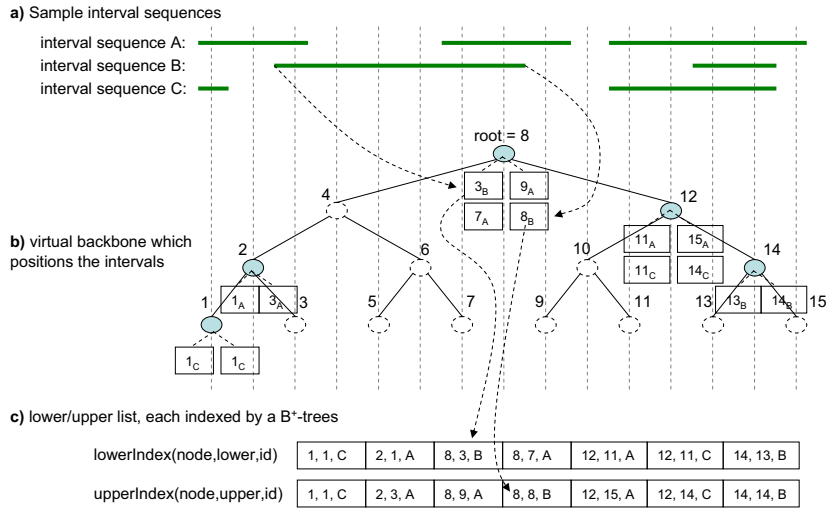 a) Sample interval sequences
interval sequence A:
interval sequence B:
interval sequence C:
root = 8
3B 9A
7A 8B
4
12
11A 15A
11C 14C
b) virtual backbone which
positions the intervals
2
6
10
14
1A 3A
13B 14B
1
3
5
7
9
11
13
15
1C 1C
c) lower/upper list, each indexed by a B+-trees
lowerIndex(node,lower,id) 1, 1, C 2, 1, A 8, 3, B 8, 7, A 12, 11, A 12, 11, C 14, 13, B
upperIndex(node,upper,id) 1, 1, C 2, 3, A 8, 9, A 8, 8, B 12, 15, A 12, 14, C 14, 14, B